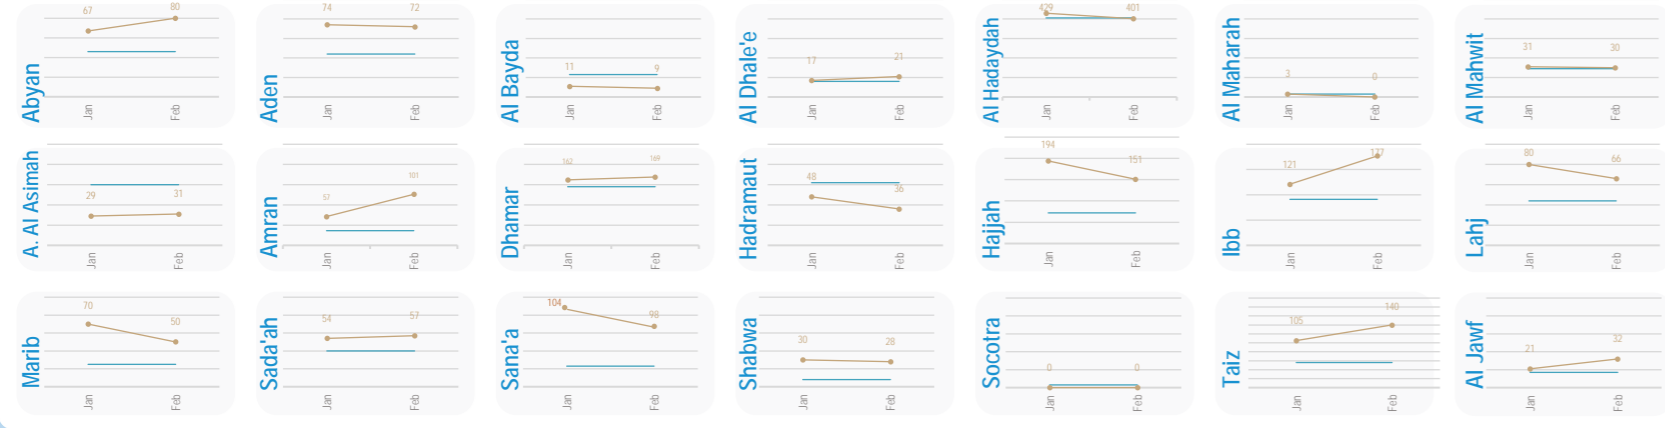 Abyan
67
80
Jan
Feb
Aden
74
72
Jan
Feb
Al Bayda
11
9
Jan
Feb
Al Dhale'e
17
21
Jan
Feb
Al Hadaydah
429
401
Jan
Feb
Al Maharah
3
0
Jan
Feb
Al Mahwit
31
30
Jan
Feb
A. Al Asimah
29
31
Jan
Feb
Amran
57
101
Jan
Feb
Dhamar
162
169
Jan
Feb
Hadramaut
48
36
Jan
Feb
Hajjah
194
151
Jan
Feb
Ibb
121
177
Jan
Feb
Lahj
80
66
Jan
Feb
Marib
70
50
Jan
Feb
Sada'ah
54
57
Jan
Feb
Sana'a
104
98
Jan
Feb
Shabwa
30
28
Jan
Feb
Socotra
0
0
Jan
Feb
Taiz
105
140
Jan
Feb
Al Jawf
21
32
Jan
Feb